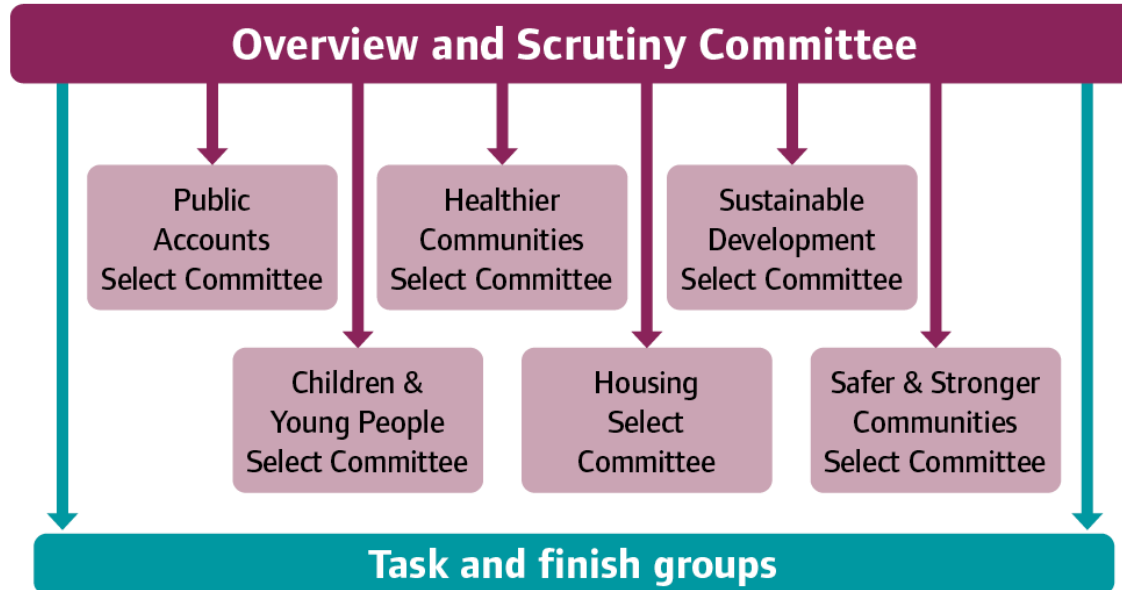 Overview and Scrutiny Committee
Public
Accounts
Select Committee
Healthier
Communities
Select Committee
Sustainable
Development
Select Committee
Children &
Young People
Select Committee
Housing
Select
Committee
Safer & Stronger
Communities
Select Committee
Task and finish groups